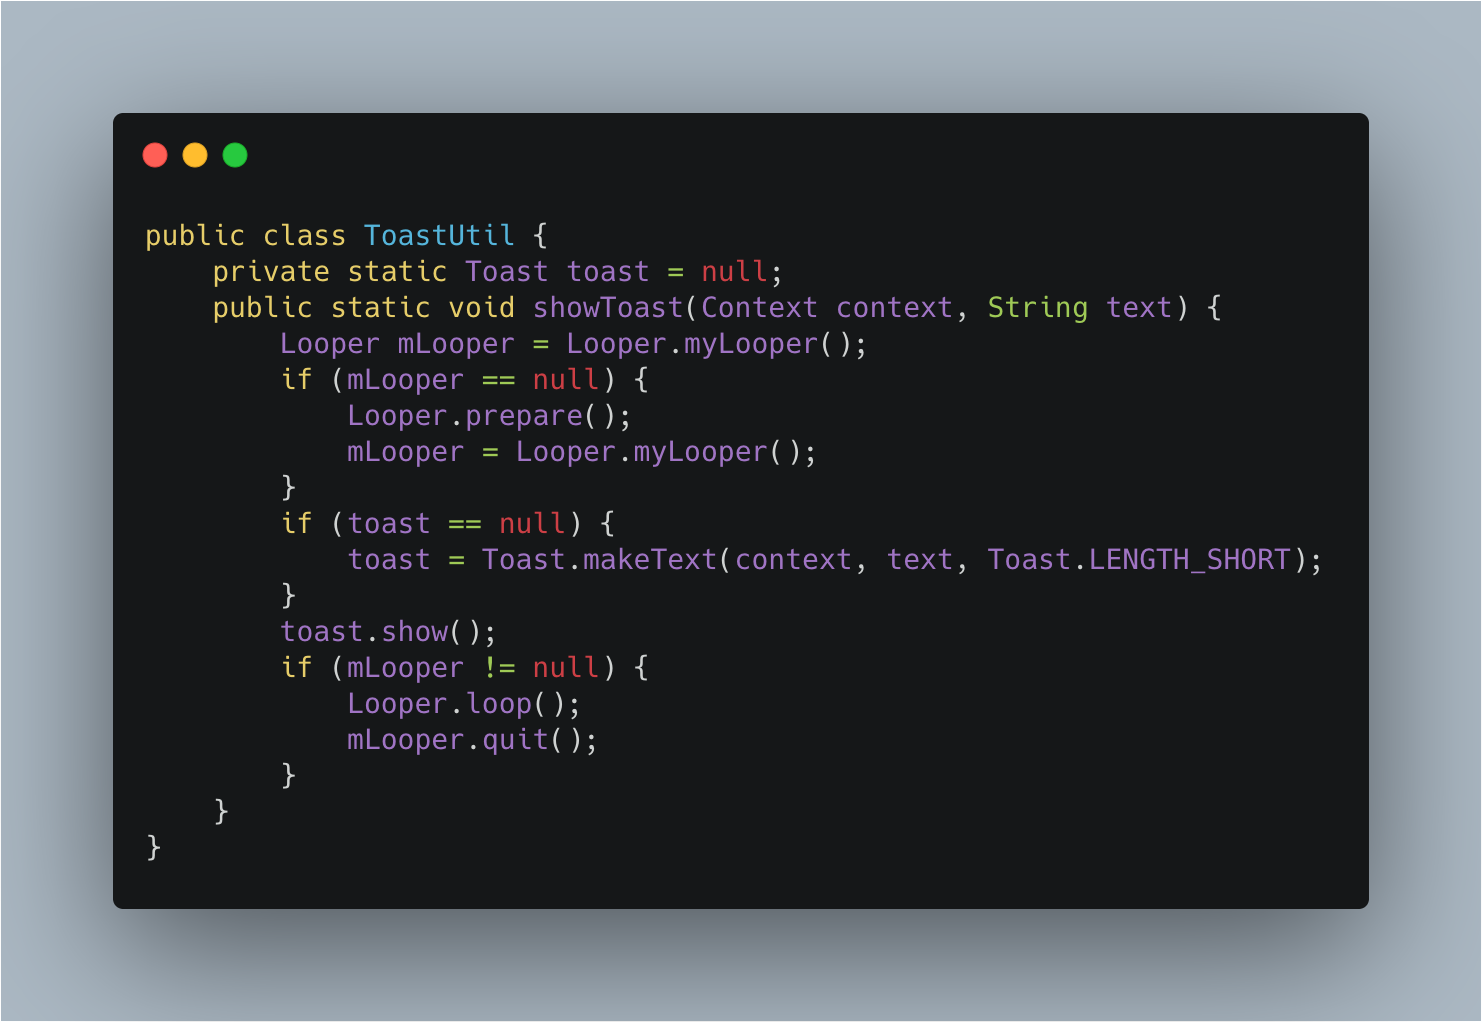 public class ToastUtil {
    private static Toast toast = null;
    public static void showToast(Context context, String text) {
        Looper mLooper = Looper.myLooper();
        if (mLooper == null) {
            Looper.prepare();
            mLooper = Looper.myLooper();
        }
        if (toast == null) {
            toast = Toast.makeText(context, text, Toast.LENGTH_SHORT);
        }
        toast.show();
        if (mLooper != null) {
            Looper.loop();
            mLooper.quit();
        }
    }
}